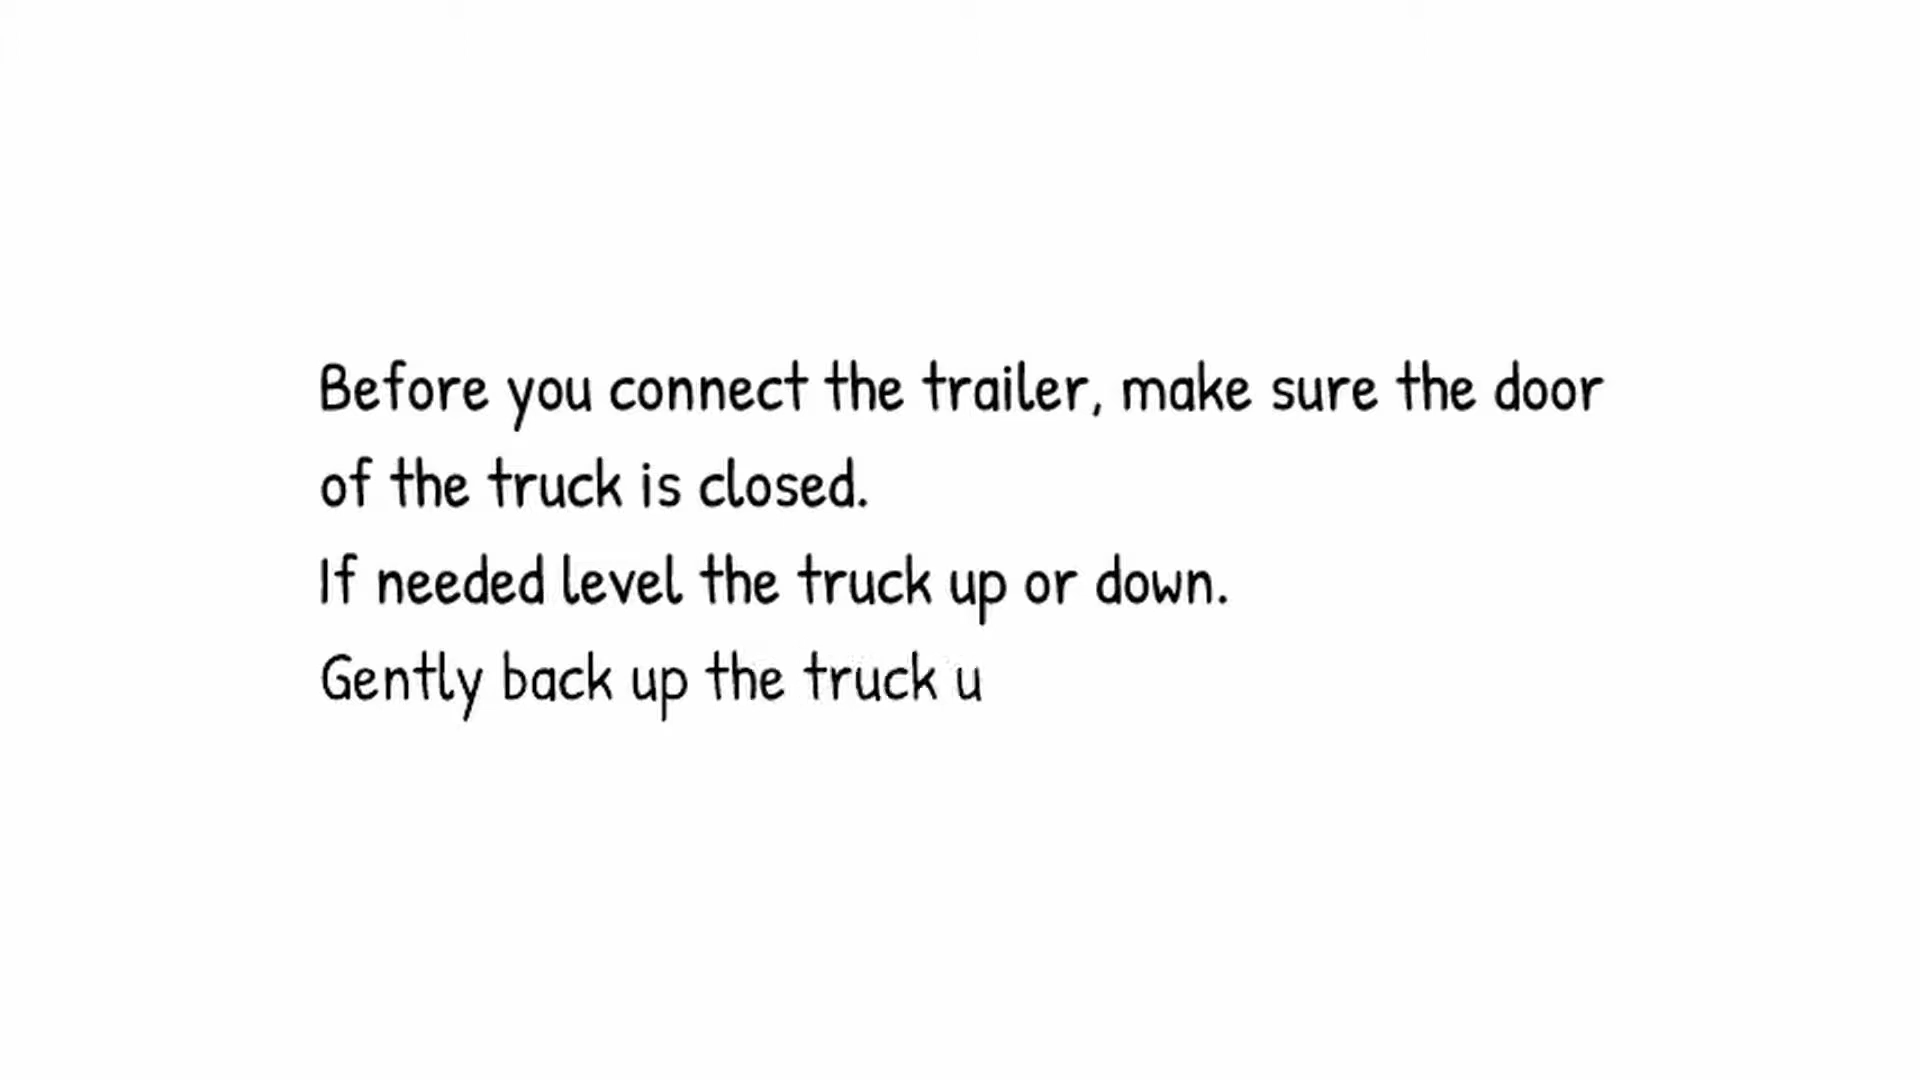 Before you connect the trailer, make sure the door
of the truck is closed.
If needed level the truck up or down.
Gently back up the truck u